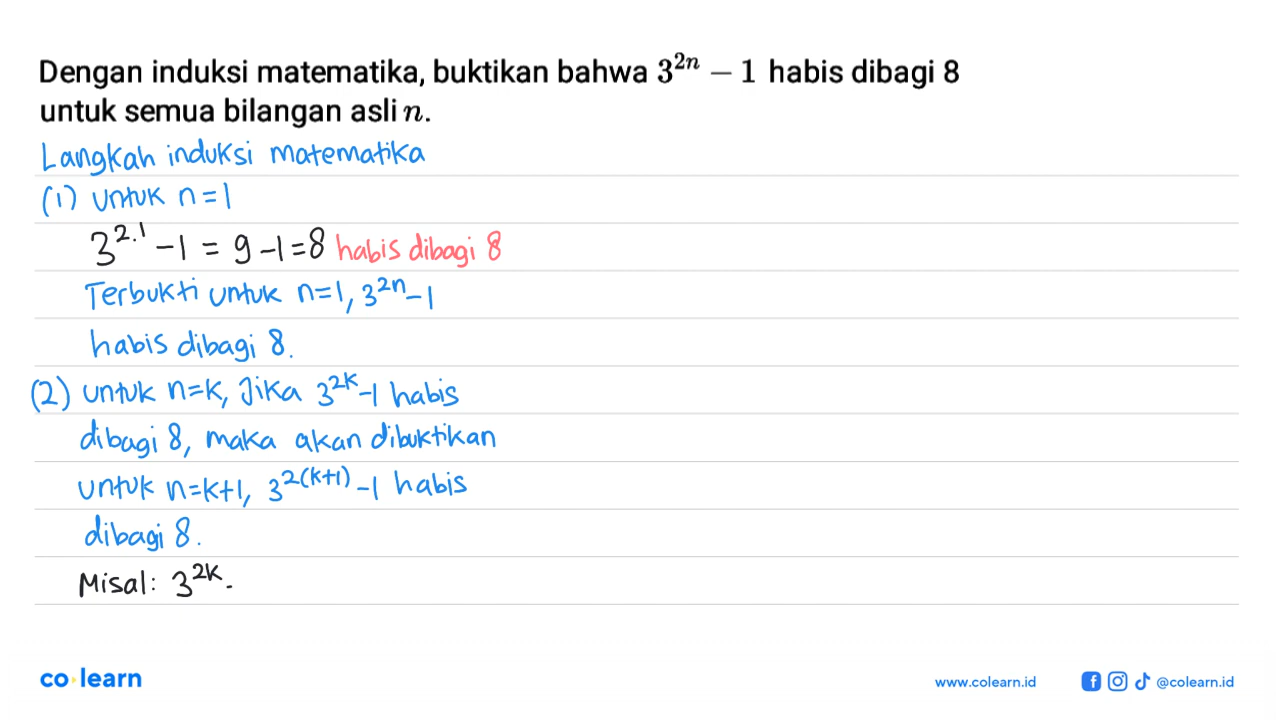 Dengan induksi matematika, buktikan bahwa 3^{2n} − 1 habis dibagi 8
untuk semua bilangan asli n.
Langkah induksi matematika
(1) untuk n=1
3^{2.1} -1 = 9 -1 = 8 habis dibagi 8
Terbukti untuk n=1, 3^{2n} -1
habis dibagi 8.
(2) untuk n=k, Jika 3^{2k} -1 habis
dibagi 8, maka akan dibuktikan
untuk n=k+1, 3^{2(k+1)} -1 habis
dibagi 8.
Misal: 3^{2k} -
co learn
www.colearn.id @colearn.id